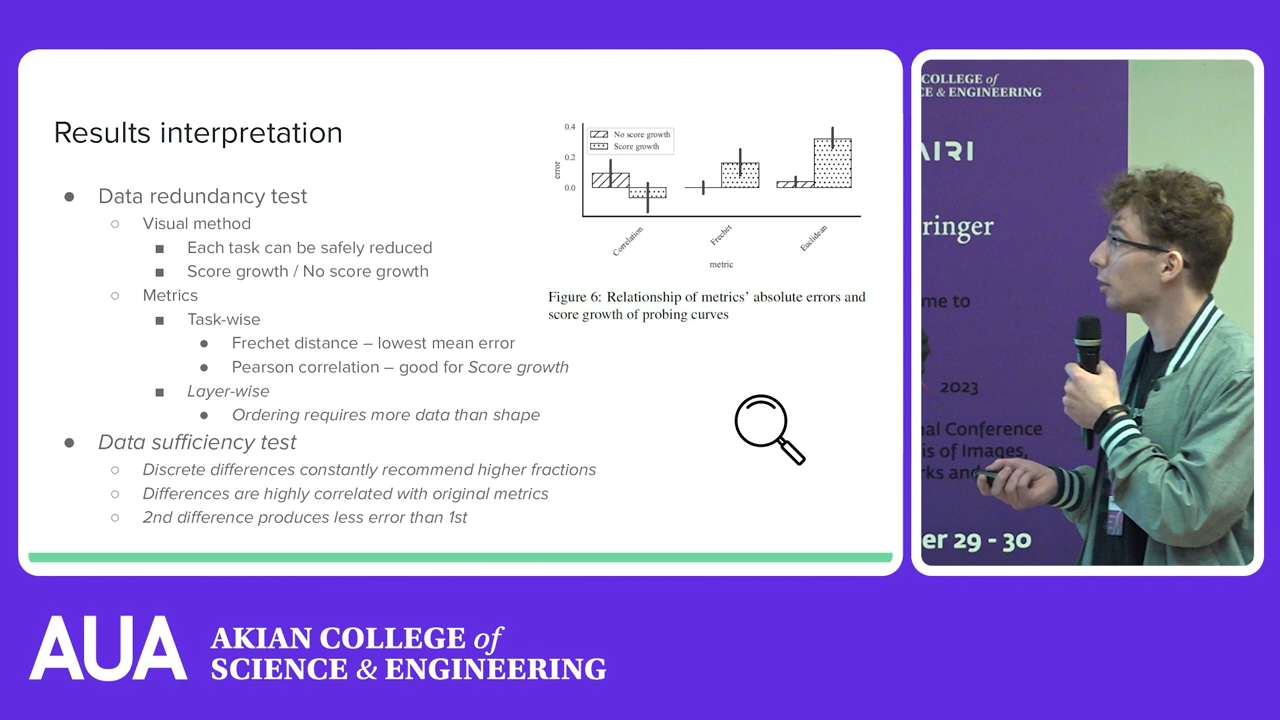 Results interpretation
● Data redundancy test
○ Visual method
■ Each task can be safely reduced
■ Score growth / No score growth
○ Metrics
■ Task-wise
● Frechet distance – lowest mean error
● Pearson correlation – good for Score growth
■ Layer-wise
● Ordering requires more data than shape
● Data sufficiency test
○ Discrete differences constantly recommend higher fractions
○ Differences are highly correlated with original metrics
○ 2nd difference produces less error than 1st
0.4
0.2
0.0
error
No score growth
Score growth
Correlation
Frechet
Euclidean
metric
Figure 6: Relationship of metrics' absolute errors and
score growth of probing curves
COLLEGE of
CE & ENGINEERING
AIRI
ringer
me to
2023
nal Conference
is of Images,
rks and
er 29 - 30
AUA
AKIAN COLLEGE of
SCIENCE & ENGINEERING